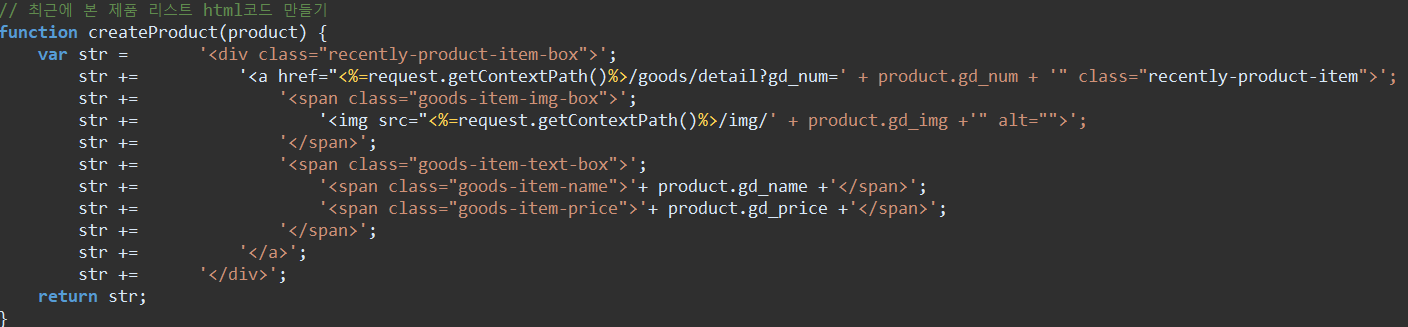 // 최근에 본 제품 리스트 html코드 만들기
function createProduct(product) {
    var str =       '<div class="recently-product-item-box">';
        str +=          '<a href="<%=request.getContextPath()%>/goods/detail?gd_num=' + product.gd_num + '" class="recently-product-item">';
        str +=              '<span class="goods-item-img-box">';
        str +=                  '<img src="<%=request.getContextPath()%>/img/' + product.gd_img +'" alt="">';
        str +=              '</span>';
        str +=              '<span class="goods-item-text-box">';
        str +=                  '<span class="goods-item-name">'+ product.gd_name +'</span>';
        str +=                  '<span class="goods-item-price">'+ product.gd_price +'</span>';
        str +=              '</span>';
        str +=          '</a>';
        str +=      '</div>';
    return str;
}